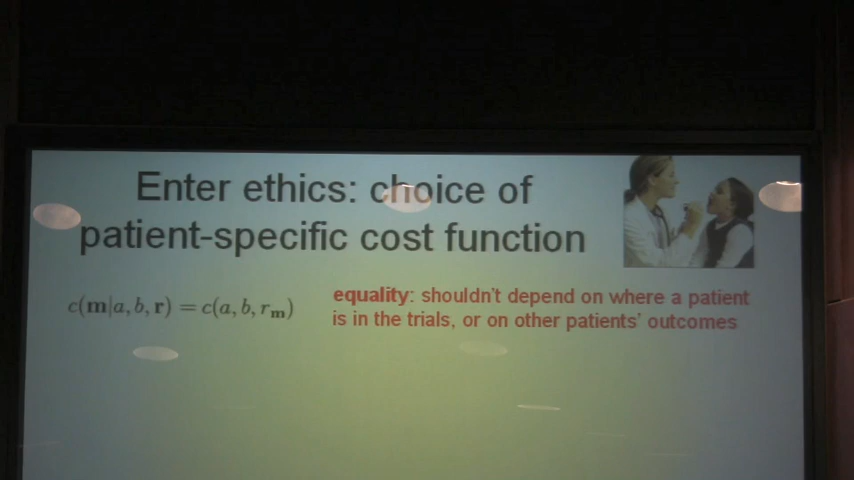 Enter ethics: choice of
patient-specific cost function
c(m|a, b, r) = c(a, b, r_m)
equality: shouldn't depend on where a patient
is in the trials, or on other patients' outcomes